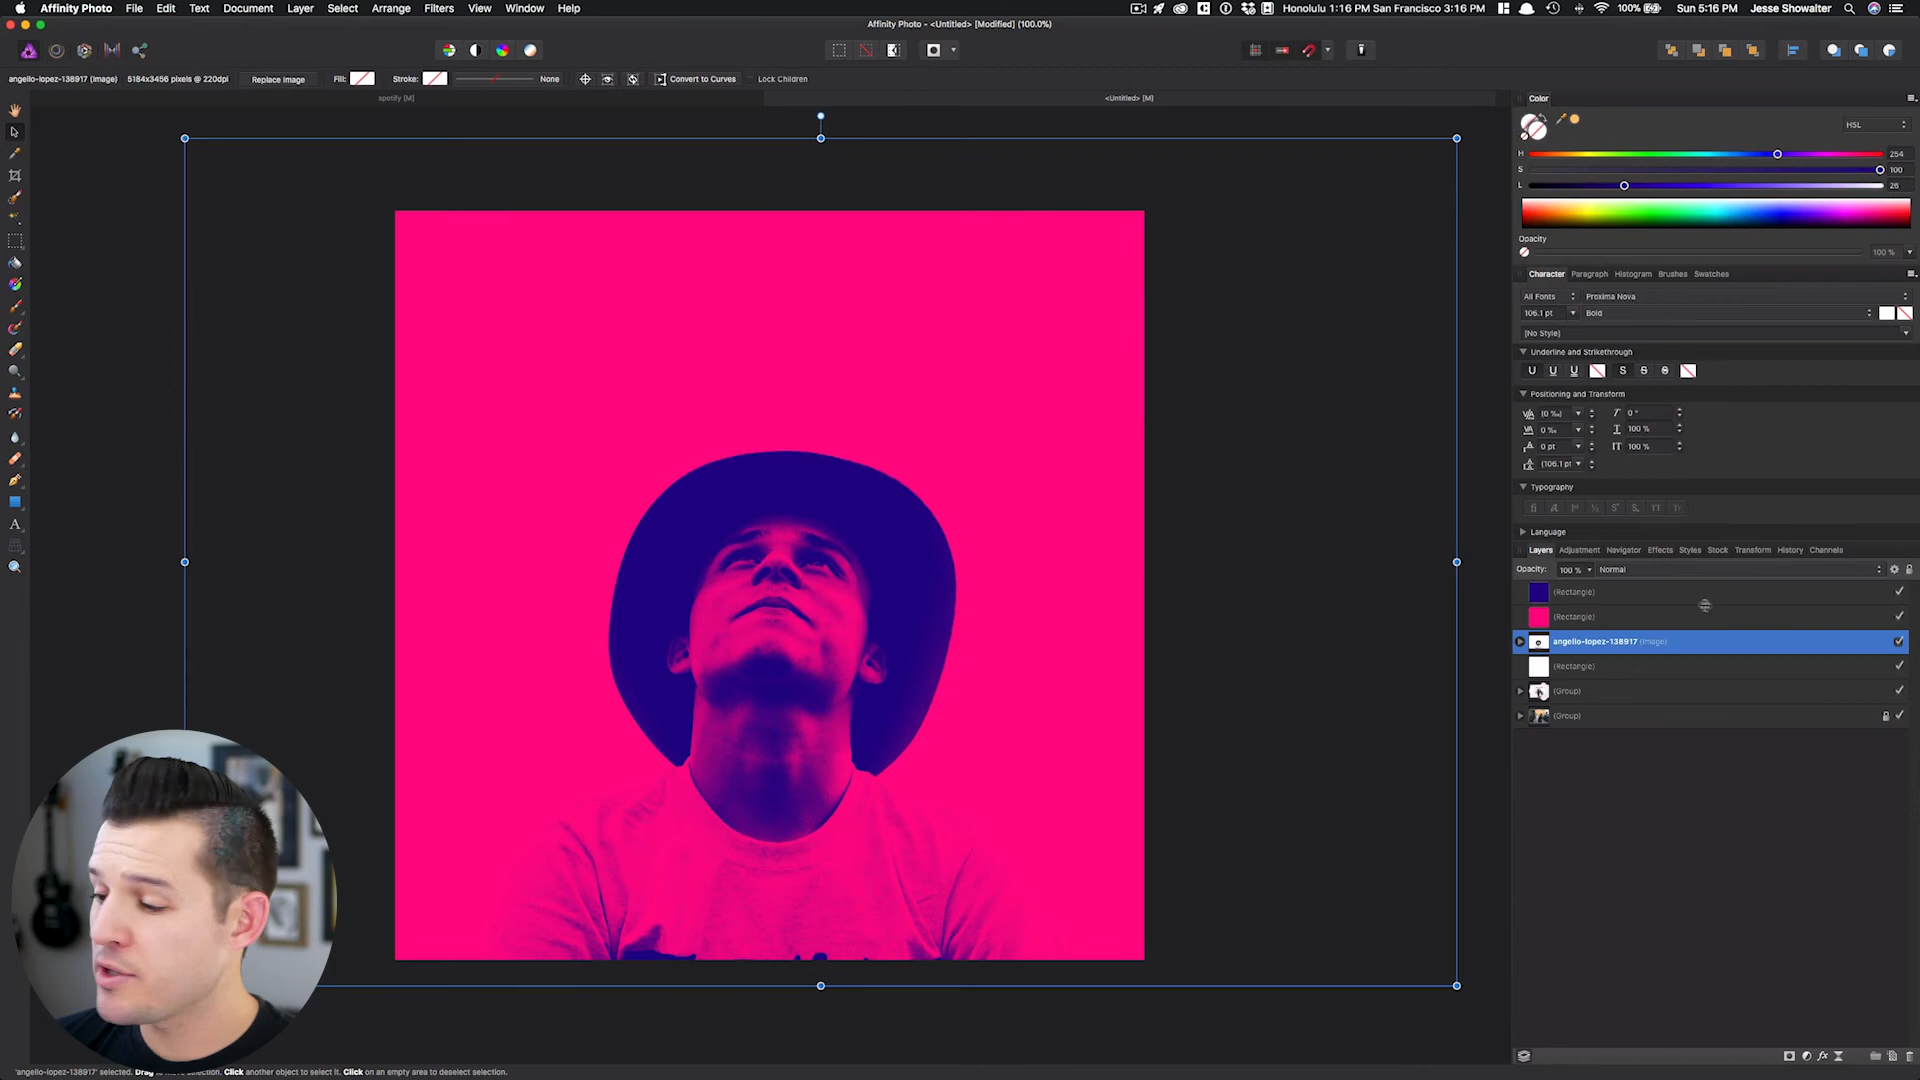 Affinity Photo File Edit Text Document Layer Select Arrange Filters View Window Help
100% Honolulu 1:16 PM San Francisco 3:16 PM Sun 5:16 PM Jesse Showalter
Affinity Photo - <Untitled> [Modified] (100.0%)
angello-lopez-138917 (Image) 5184x3456 pixels @ 220dpi Replace Image Fill: Stroke: None Convert to Curves Lock Children
spotify [M] <Untitled> [M]
Color
HSL
H 254
S 100
L 26
Opacity
100 %
Character Paragraph Histogram Brushes Swatches
All Fonts Proxima Nova
106.1 pt Bold
[No Style]
Underline and Strikethrough
U U U S S S
Positioning and Transform
(0 ‰) 0 °
0 ‰ 100 %
0 pt 100 %
(106.1 pt
Typography
Language
Layers Adjustment Navigator Effects Styles Stock Transform History Channels
Opacity: 100 % Normal
(Rectangle)
(Rectangle)
angello-lopez-138917 (Image)
(Rectangle)
(Group)
(Group)
'angello-lopez-138917' selected. Drag to move selection. Click another object to select it. Click on an empty area to deselect selection.